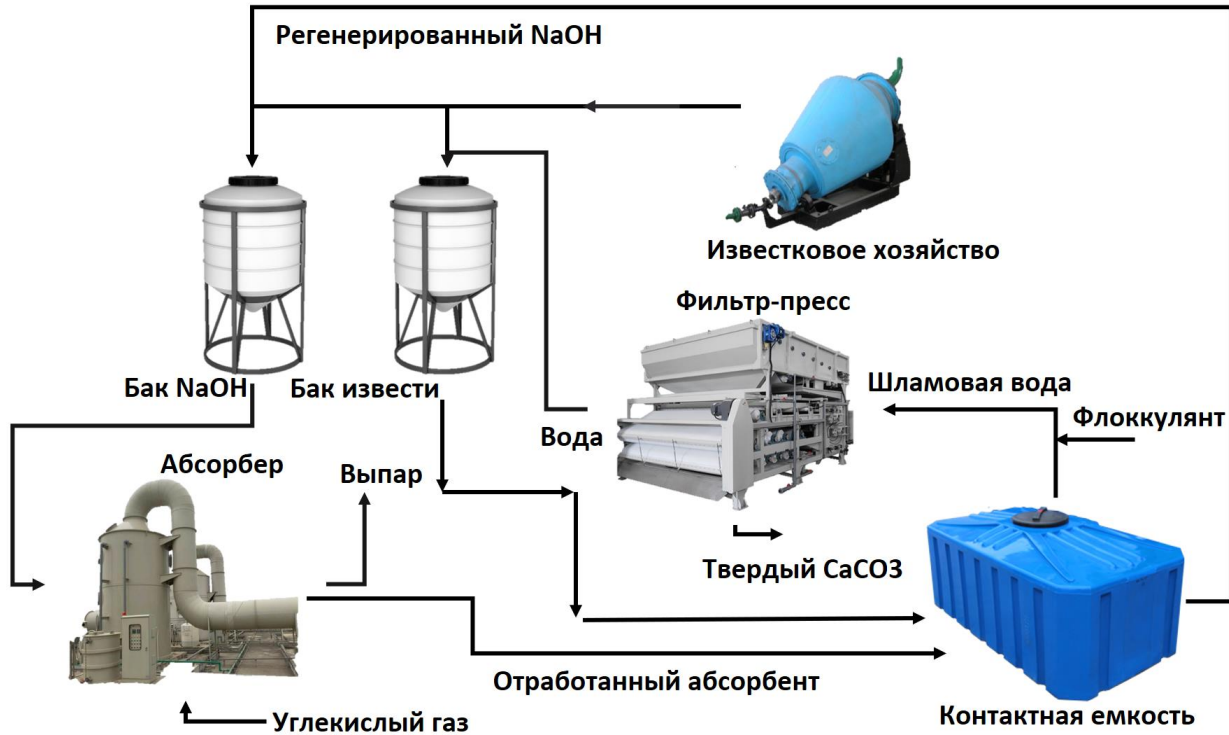 Регенерированный NaOH
Известковое хозяйство
Фильтр-пресс
Бак NaOH
Бак извести
Шламовая вода
Флоккулянт
Вода
Абсорбер
Выпар
Твердый CaCO3
Отработанный абсорбент
Углекислый газ
Контактная емкость